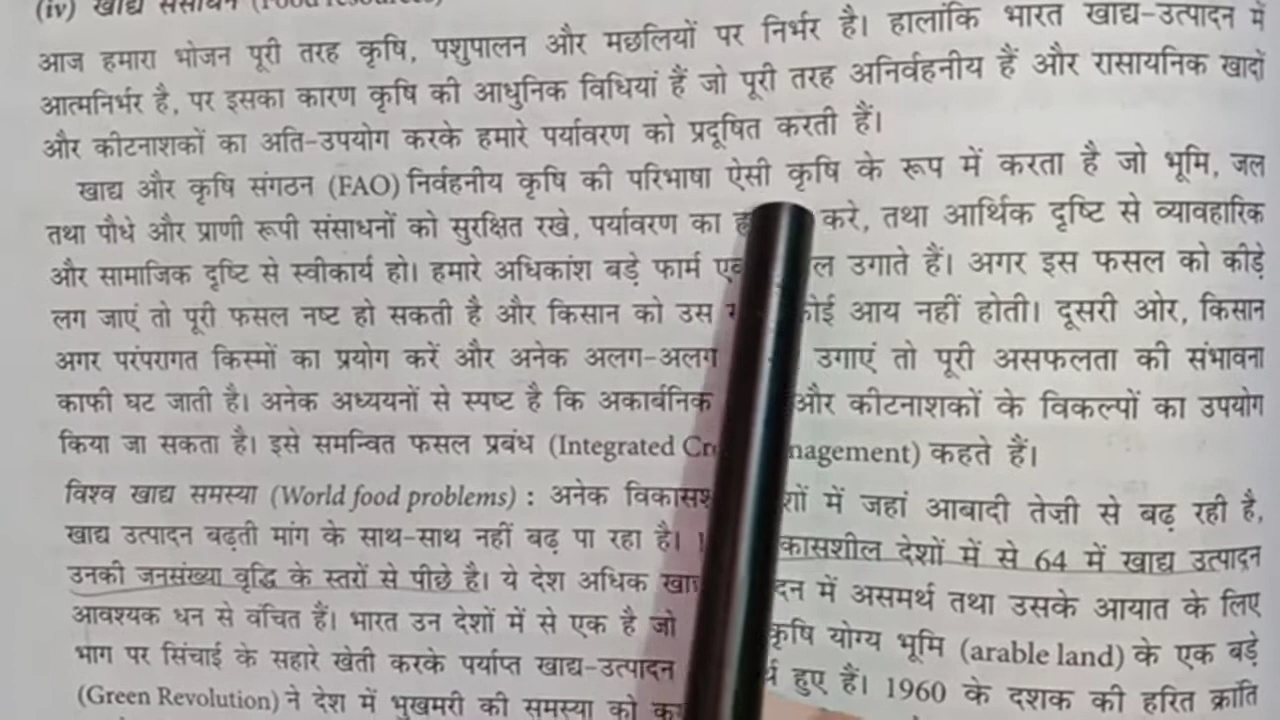 (iv) खाद्य संसाधन (Food resources)
आज हमारा भोजन पूरी तरह कृषि, पशुपालन और मछलियों पर निर्भर है। हालांकि भारत खाद्य-उत्पादन में
आत्मनिर्भर है, पर इसका कारण कृषि की आधुनिक विधियां हैं जो पूरी तरह अनिर्वहनीय हैं और रासायनिक खादों
और कीटनाशकों का अति-उपयोग करके हमारे पर्यावरण को प्रदूषित करती हैं।
खाद्य और कृषि संगठन (FAO) निर्वहनीय कृषि की परिभाषा ऐसी कृषि के रूप में करता है जो भूमि, जल
तथा पौधे और प्राणी रूपी संसाधनों को सुरक्षित रखे, पर्यावरण का करे, तथा आर्थिक दृष्टि से व्यावहारिक
और सामाजिक दृष्टि से स्वीकार्य हो। हमारे अधिकांश बड़े फार्म उगाते हैं। अगर इस फसल को कीड़े
लग जाएं तो पूरी फसल नष्ट हो सकती है और किसान को उस कोई आय नहीं होती। दूसरी ओर, किसान
अगर परंपरागत किस्मों का प्रयोग करें और अनेक अलग-अलग उगाएं तो पूरी असफलता की संभावना
काफी घट जाती है। अनेक अध्ययनों से स्पष्ट है कि अकार्बनिक और कीटनाशकों के विकल्पों का उपयोग
किया जा सकता है। इसे समन्वित फसल प्रबंध (Integrated कहते हैं।
विश्व खाद्य समस्या (World food problems) : अनेक में जहां आबादी तेज़ी से बढ़ रही है,
खाद्य उत्पादन बढ़ती मांग के साथ-साथ नहीं बढ़ पा रहा है। देशों में से 64 में खाद्य उत्पादन
उनकी जनसंख्या वृद्धि के स्तरों से पीछे है। ये देश अधिक में असमर्थ तथा उसके आयात के लिए
आवश्यक धन से वंचित हैं। भारत उन देशों में से एक है जो कृषि योग्य भूमि (arable land) के एक बड़े
भाग पर सिंचाई के सहारे खेती करके पर्याप्त खाद्य-उत्पादन हुए हैं। 1960 के दशक की हरित क्रांति
(Green Revolution) ने देश में भुखमरी की समस्या को